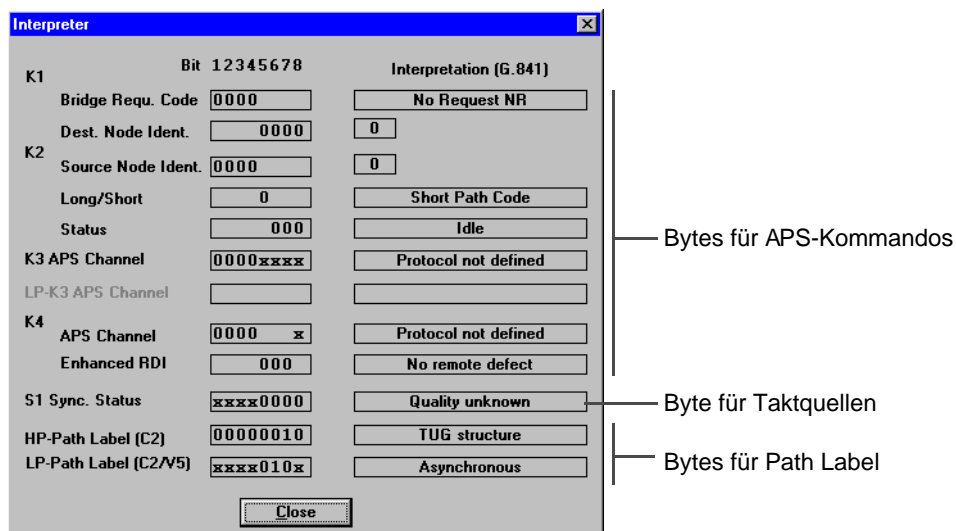 Interpreter
Bit 12345678 Interpretation (G.841)
K1
Bridge Requ. Code 0000 No Request NR
Dest. Node Ident. 0000 0
K2
Source Node Ident. 0000 0
Long/Short 0 Short Path Code
Status 000 Idle
Bytes für APS-Kommandos
K3 APS Channel 0000xxxx Protocol not defined
LP-K3 APS Channel
K4
APS Channel 0000 x Protocol not defined
Enhanced RDI 000 No remote defect
S1 Sync. Status xxxx0000 Quality unknown Byte für Taktquellen
HP-Path Label (C2) 00000010 TUG structure
LP-Path Label (C2/V5) xxxx010x Asynchronous
Bytes für Path Label
Close